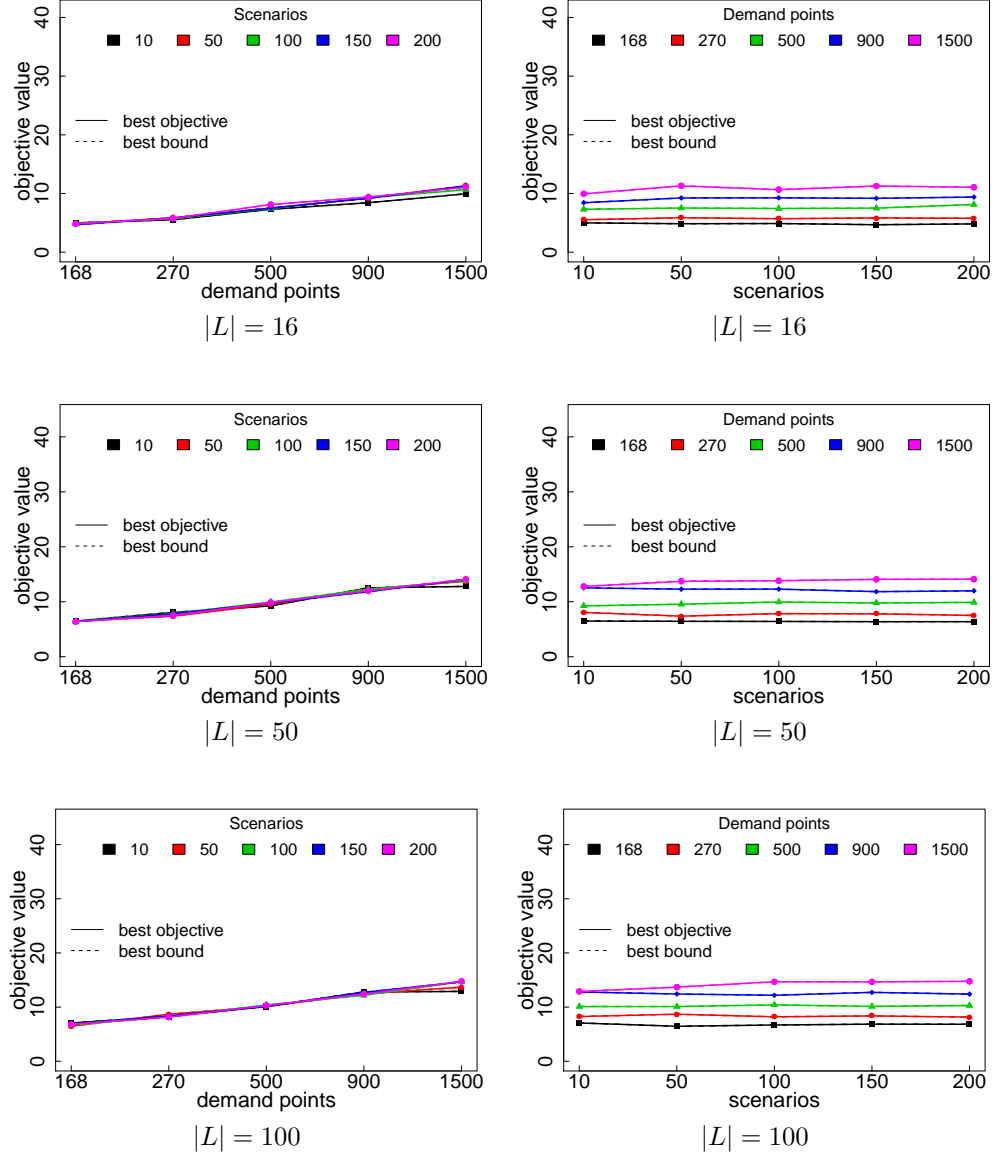 Scenarios
10 50 100 150 200
best objective
best bound
objective value
0 10 20 30 40
168 270 500 900 1500
demand points
|L| = 16
Demand points
168 270 500 900 1500
best objective
best bound
objective value
0 10 20 30 40
10 50 100 150 200
scenarios
|L| = 16
Scenarios
10 50 100 150 200
best objective
best bound
objective value
0 10 20 30 40
168 270 500 900 1500
demand points
|L| = 50
Demand points
168 270 500 900 1500
best objective
best bound
objective value
0 10 20 30 40
10 50 100 150 200
scenarios
|L| = 50
Scenarios
10 50 100 150 200
best objective
best bound
objective value
0 10 20 30 40
168 270 500 900 1500
demand points
|L| = 100
Demand points
168 270 500 900 1500
best objective
best bound
objective value
0 10 20 30 40
10 50 100 150 200
scenarios
|L| = 100